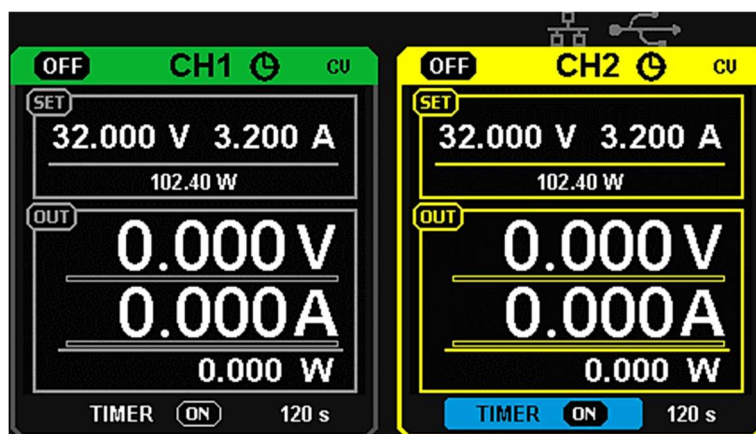 OFF CH1 CV
SET
32.000 V 3.200 A
102.40 W
OUT
0.000 V
0.000 A
0.000 W
TIMER ON 120 s
OFF CH2 CV
SET
32.000 V 3.200 A
102.40 W
OUT
0.000 V
0.000 A
0.000 W
TIMER ON 120 s